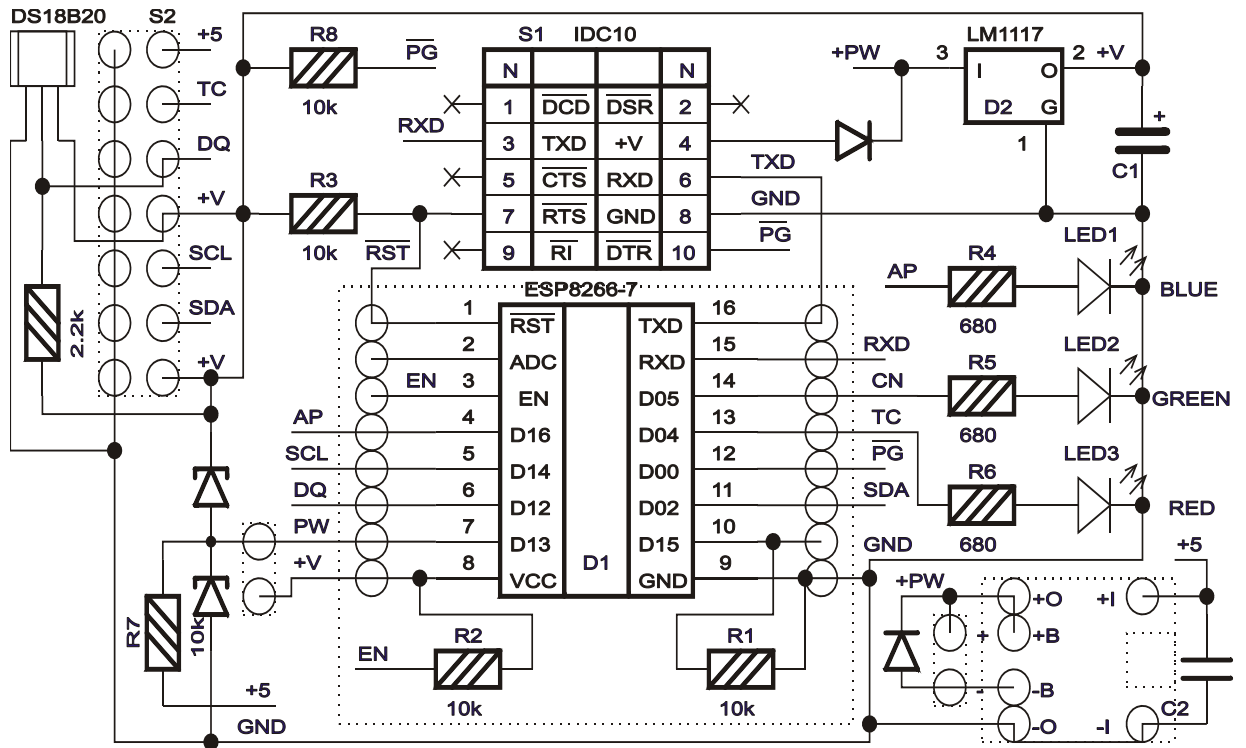 DS18B20 S2
+5
TC
DQ
+V
SCL
SDA
+V
2.2k
R8
10k
PG
R3
10k
RST
RXD
S1 IDC10
N N
1 DCD DSR 2
3 TXD +V 4
5 CTS RXD 6
7 RTS GND 8
9 RI DTR 10
TXD
GND
PG
+PW
LM1117
3 I O 2 +V
D2 G
1
+
C1
AP R4 LED1
680 BLUE
RXD
CN R5 LED2
680 GREEN
TC R6 LED3
680 RED
PG
SDA
GND
ESP8266-7
1 RST TXD 16
2 ADC RXD 15
EN 3 EN D05 14
AP 4 D16 D04 13
SCL 5 D14 D00 12
DQ 6 D12 D02 11
PW 7 D13 D15 10
+V 8 VCC D1 GND 9
R7
10k
EN R2
10k
R1
10k
+5
GND
+PW
+5
+O +I
+ +B
- -B
-O -I C2